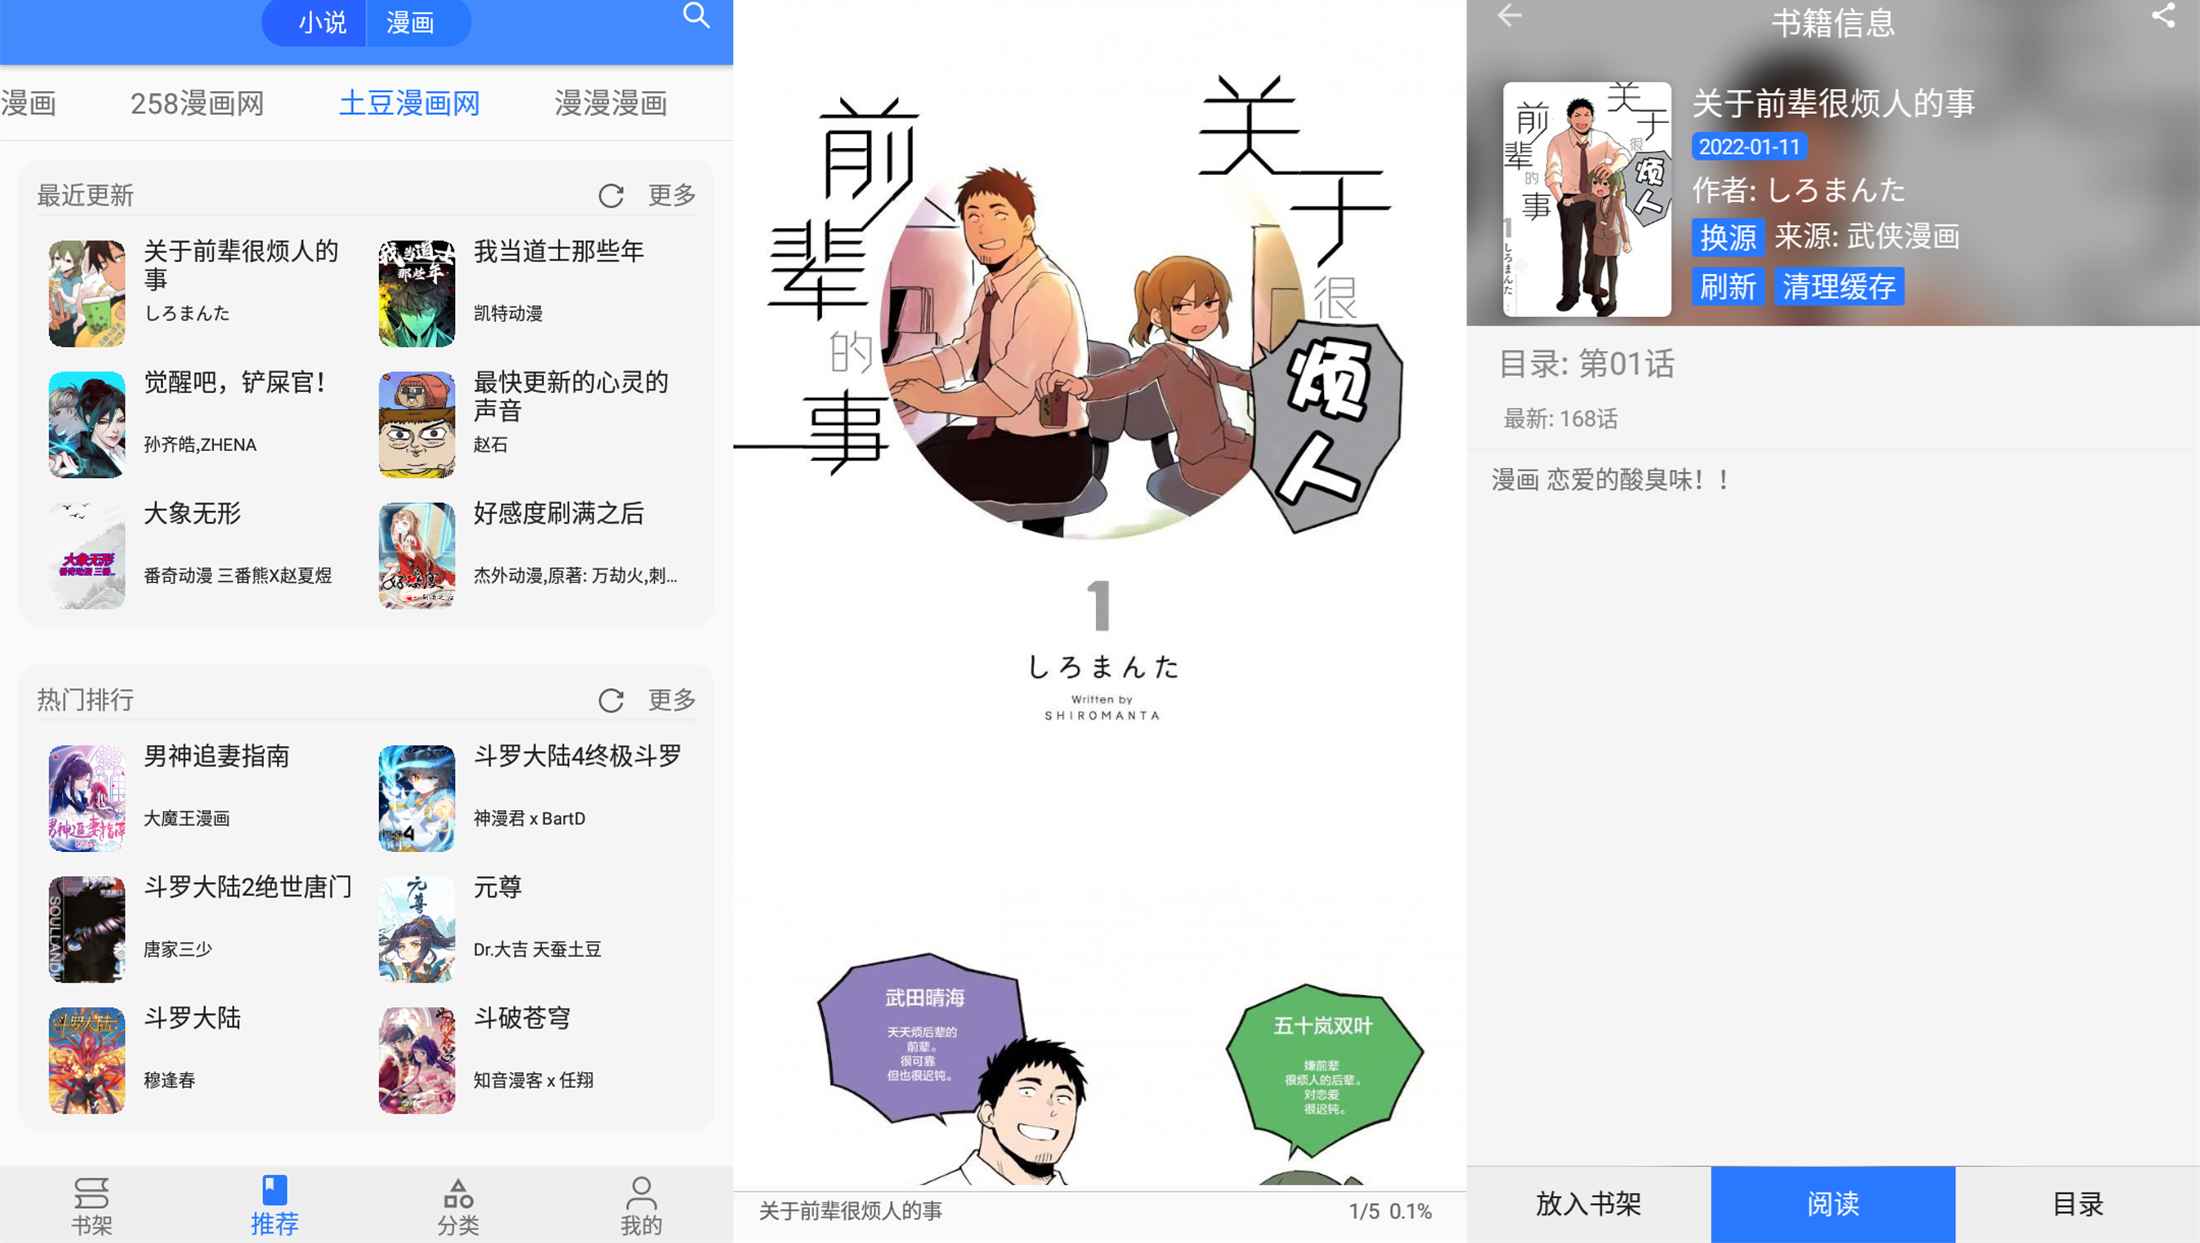 小说
漫画
漫画
258漫画网
土豆漫画网
漫漫漫画
最近更新
更多
关于前辈很烦人的
事
しろまんた
我当道士那些年
凯特动漫
觉醒吧，铲屎官！
孙齐皓,ZHENA
最快更新的心灵的
声音
赵石
大象无形
番奇动漫 三番熊X赵夏煜
好感度刷满之后
杰外动漫,原著: 万劫火,刺...
热门排行
更多
男神追妻指南
大魔王漫画
斗罗大陆4终极斗罗
神漫君 x BartD
斗罗大陆2绝世唐门
唐家三少
元尊
Dr.大吉 天蚕土豆
斗罗大陆
穆逢春
斗破苍穹
知音漫客 x 任翔
书架
推荐
分类
我的
关于很烦人
前辈的事
1
しろまんた
Written by
SHIROMANTA
武田晴海
天天烦后辈的
前辈。
很可靠
但也很迟钝。
五十岚双叶
嫌前辈
很烦人的后辈。
对恋爱
很迟钝。
关于前辈很烦人的事
1/5 0.1%
书籍信息
关于很烦人
前辈的事
1
しろまんた
关于前辈很烦人的事
2022-01-11
作者: しろまんた
换源
来源: 武侠漫画
刷新
清理缓存
目录: 第01话
最新: 168话
漫画 恋爱的酸臭味！！
放入书架
阅读
目录